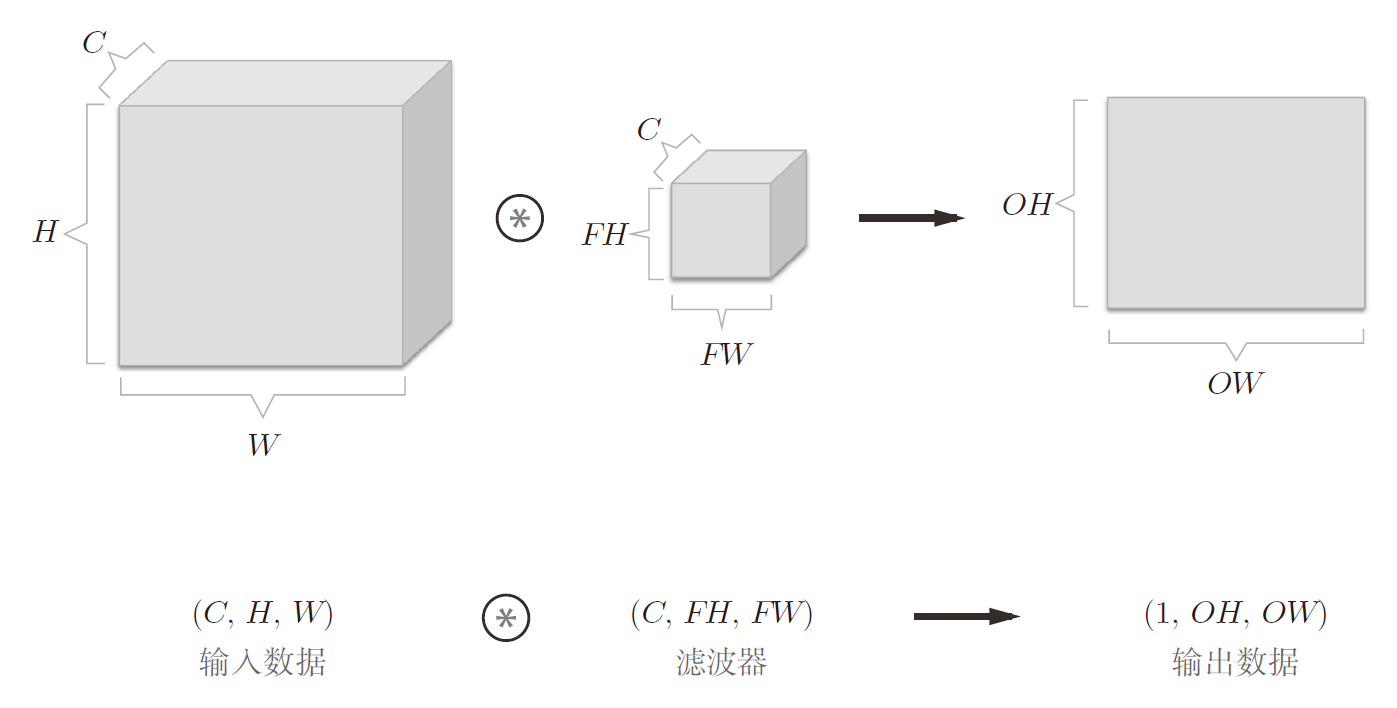 C
H
W
C
FH
FW
OH
OW
(C, H, W) ⊛ (C, FH, FW) → (1, OH, OW)
输入数据 滤波器 输出数据